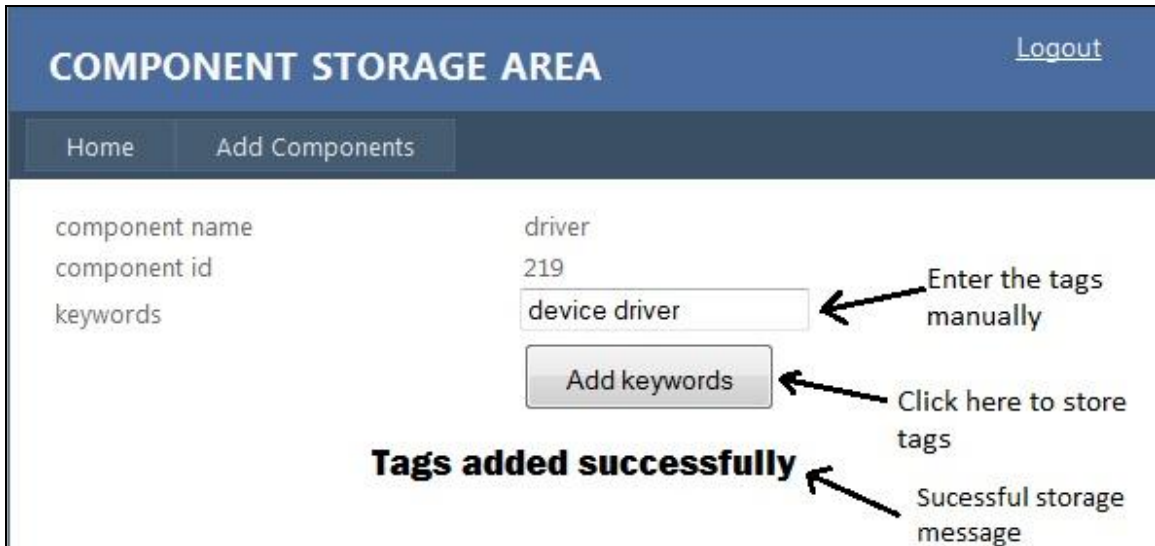 COMPONENT STORAGE AREA
Logout
Home
Add Components
component name
driver
component id
219
keywords
device driver
Enter the tags
manually
Add keywords
Click here to store
tags
Tags added successfully
Sucessful storage
message